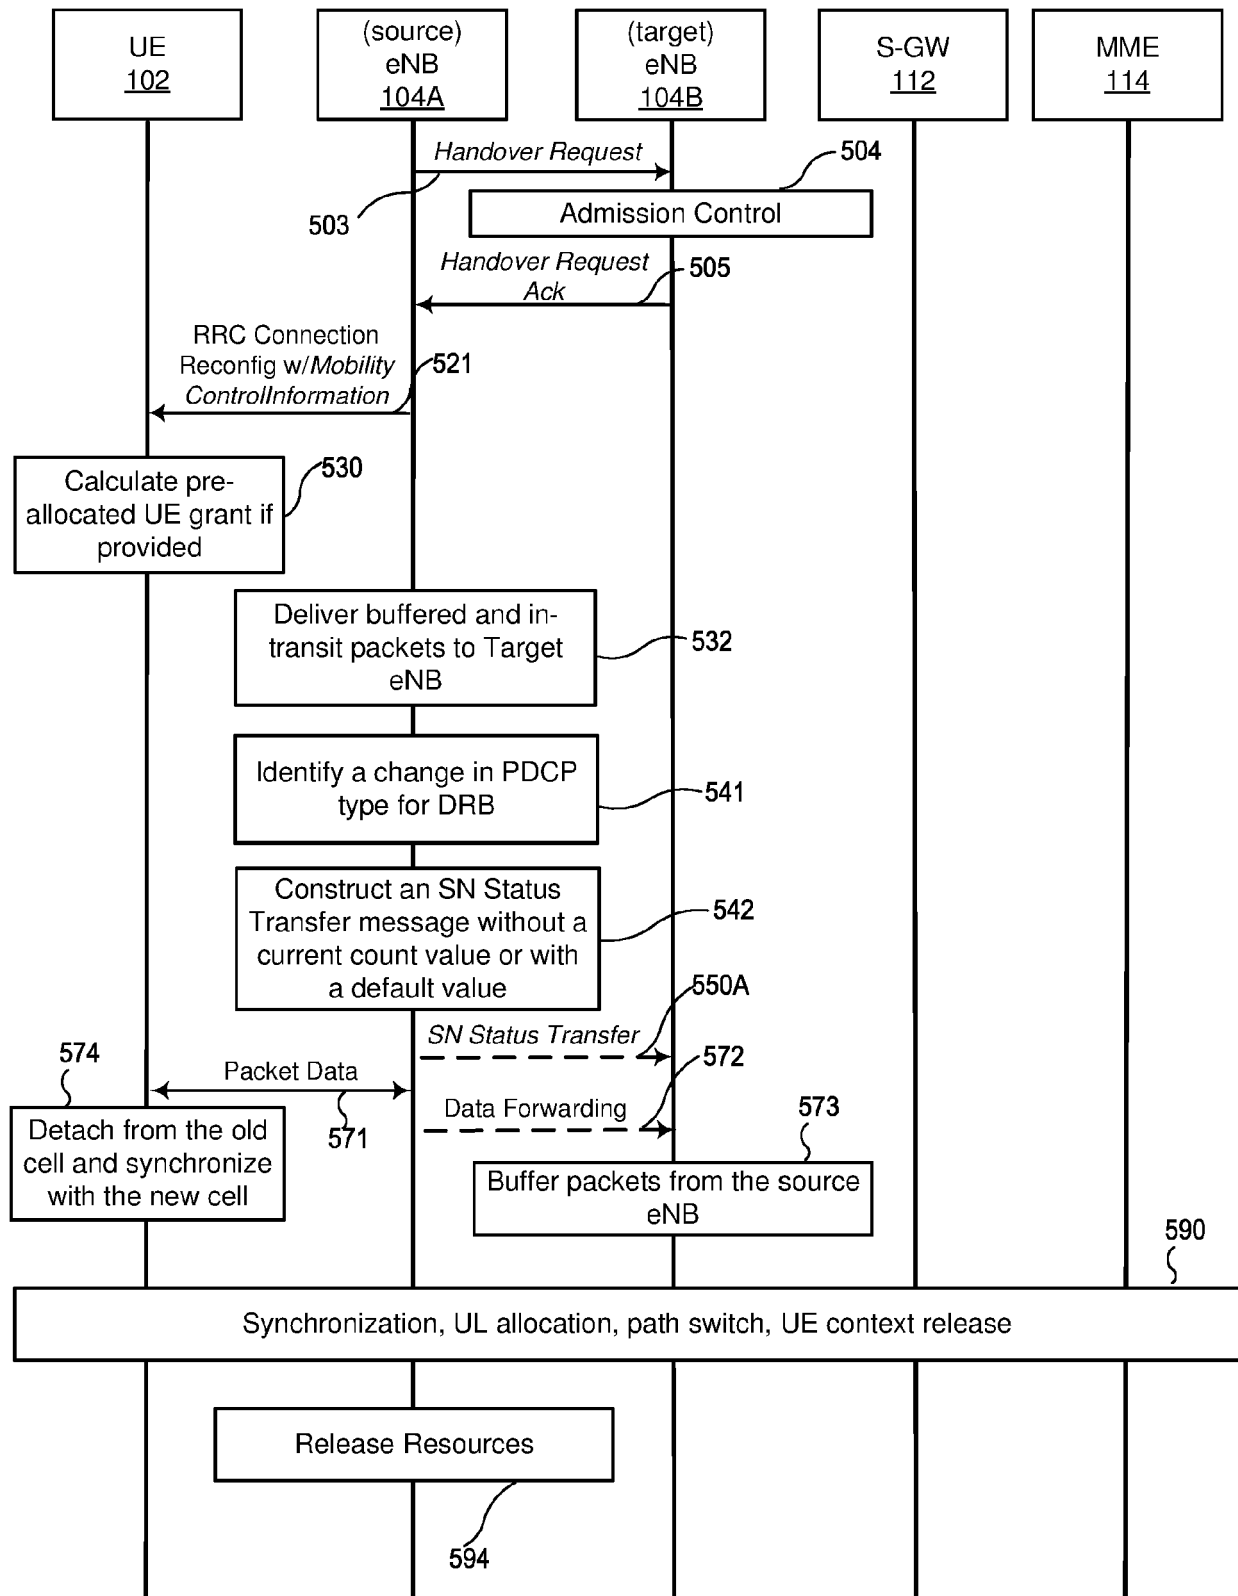 UE
102
(source)
eNB
104A
(target)
eNB
104B
S-GW
112
MME
114
Handover Request
503
504
Admission Control
Handover Request
Ack
505
RRC Connection
Reconfig w/Mobility
ControlInformation
521
Calculate pre-
allocated UE grant if
provided
530
Deliver buffered and in-
transit packets to Target
eNB
532
Identify a change in PDCP
type for DRB
541
Construct an SN Status
Transfer message without a
current count value or with
a default value
542
550A
SN Status Transfer
572
574
Packet Data
571
Data Forwarding
573
Detach from the old
cell and synchronize
with the new cell
Buffer packets from the source
eNB
590
Synchronization, UL allocation, path switch, UE context release
Release Resources
594